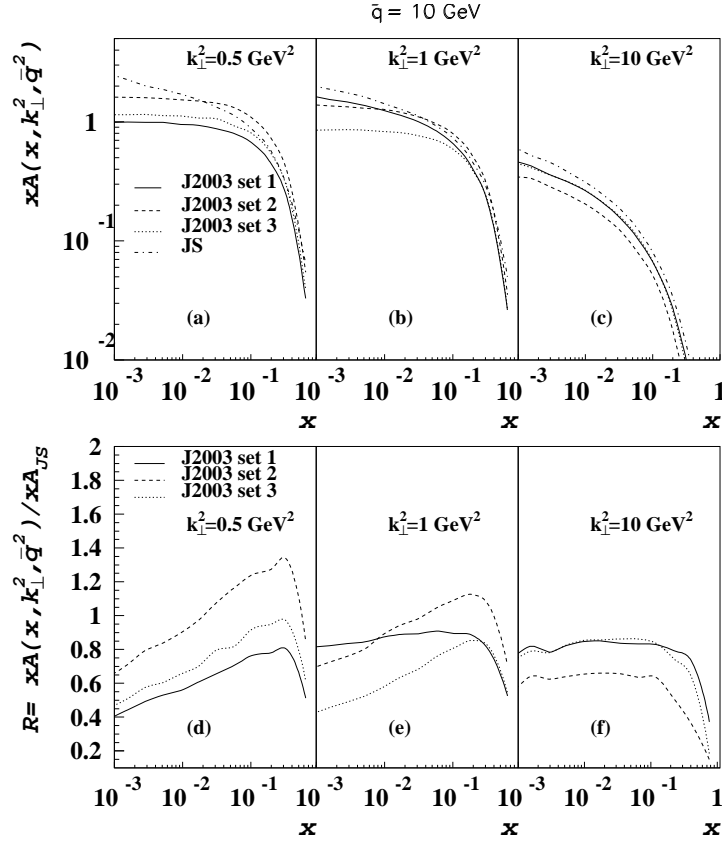 q̄ = 10 GeV
xA(x,k⊥²,q̄²)
k⊥²=0.5 GeV²
k⊥²=1 GeV²
k⊥²=10 GeV²
1
10⁻¹
10⁻²
J2003 set 1
J2003 set 2
J2003 set 3
JS
(a)
(b)
(c)
10⁻³ 10⁻² 10⁻¹ 10⁻³ 10⁻² 10⁻¹ 10⁻³ 10⁻² 10⁻¹ 1
x x x
R= xA(x,k⊥²,q̄²)/xA_JS
2
1.8
1.6
1.4
1.2
1
0.8
0.6
0.4
0.2
J2003 set 1
J2003 set 2
J2003 set 3
k⊥²=0.5 GeV²
k⊥²=1 GeV²
k⊥²=10 GeV²
(d)
(e)
(f)
10⁻³ 10⁻² 10⁻¹ 10⁻³ 10⁻² 10⁻¹ 10⁻³ 10⁻² 10⁻¹ 1
x x x